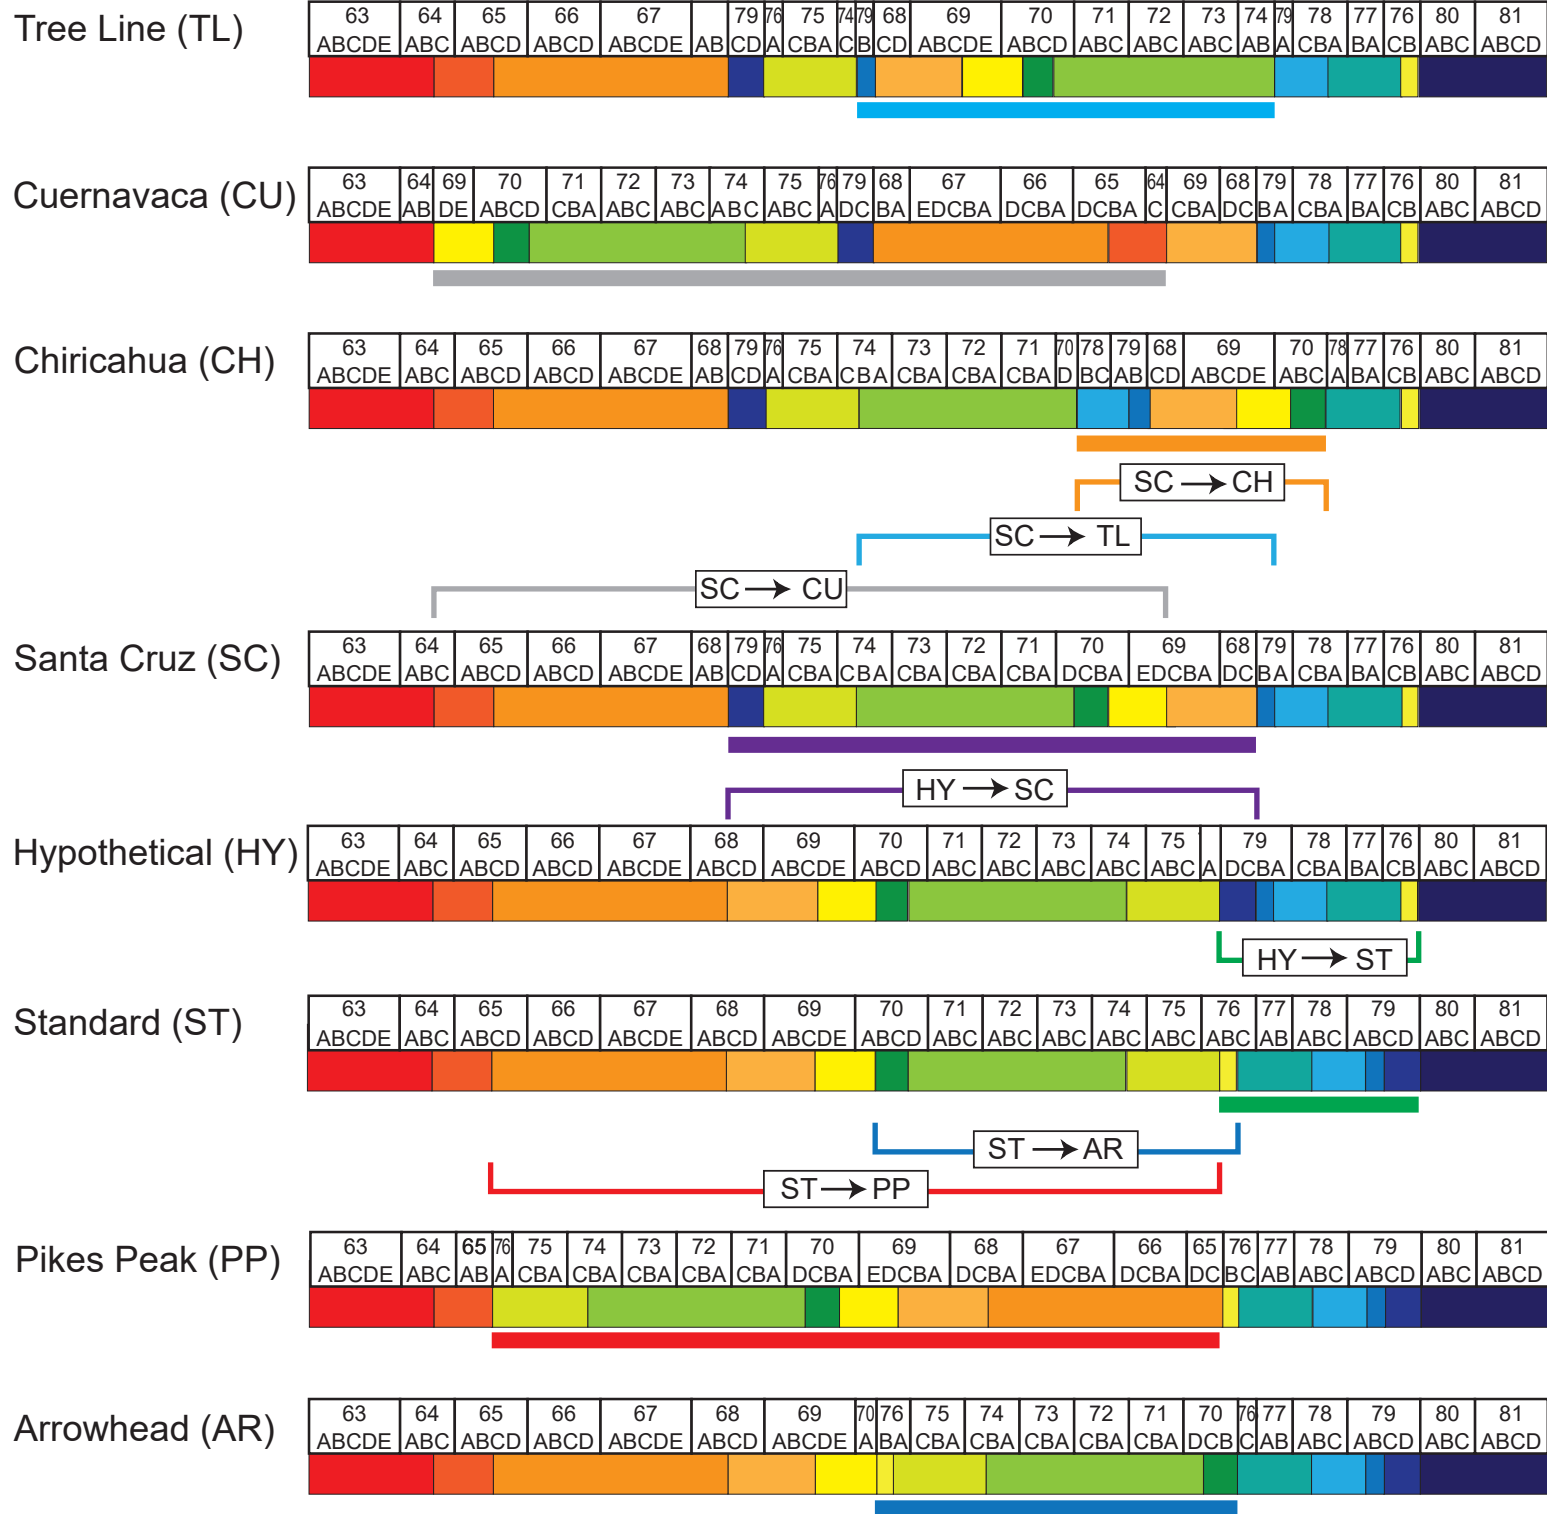 Tree Line (TL)
63 64 65 66 67 79 76 75 74 79 68 69 70 71 72 73 74 79 78 77 76 80 81
ABCDE ABC ABCD ABCD ABCDE AB CD A CBA C B CD ABCDE ABCD ABC ABC ABC AB A CBA BA CB ABC ABCD
Cuernavaca (CU)
63 64 69 70 71 72 73 74 75 76 79 68 67 66 65 64 69 68 79 78 77 76 80 81
ABCDE AB DE ABCD CBA ABC ABC ABC ABC A DC BA EDCBA DCBA DCBA C CBA DC BA CBA BA CB ABC ABCD
Chiricahua (CH)
63 64 65 66 67 68 79 76 75 74 73 72 71 70 78 79 68 69 70 78 77 76 80 81
ABCDE ABC ABCD ABCD ABCDE AB CD A CBA CBA CBA CBA CBA D BC AB CD ABCDE ABC A BA CB ABC ABCD
SC → CH
SC → TL
SC → CU
Santa Cruz (SC)
63 64 65 66 67 68 79 76 75 74 73 72 71 70 69 68 79 78 77 76 80 81
ABCDE ABC ABCD ABCD ABCDE AB CD A CBA CBA CBA CBA CBA DCBA EDCBA DC BA CBA BA CB ABC ABCD
HY → SC
Hypothetical (HY)
63 64 65 66 67 68 69 70 71 72 73 74 75 79 78 77 76 80 81
ABCDE ABC ABCD ABCD ABCDE ABCD ABCDE ABCD ABC ABC ABC ABC ABC A DCBA CBA BA CB ABC ABCD
HY → ST
Standard (ST)
63 64 65 66 67 68 69 70 71 72 73 74 75 76 77 78 79 80 81
ABCDE ABC ABCD ABCD ABCDE ABCD ABCDE ABCD ABC ABC ABC ABC ABC ABC AB ABC ABCD ABC ABCD
ST → AR
ST → PP
Pikes Peak (PP)
63 64 65 76 75 74 73 72 71 70 69 68 67 66 65 76 77 78 79 80 81
ABCDE ABC AB A CBA CBA CBA CBA CBA DCBA EDCBA DCBA EDCBA DCBA DC BC AB ABC ABCD ABC ABCD
Arrowhead (AR)
63 64 65 66 67 68 69 70 76 75 74 73 72 71 70 76 77 78 79 80 81
ABCDE ABC ABCD ABCD ABCDE ABCD ABCDE A BA CBA CBA CBA CBA CBA DCB C AB ABC ABCD ABC ABCD